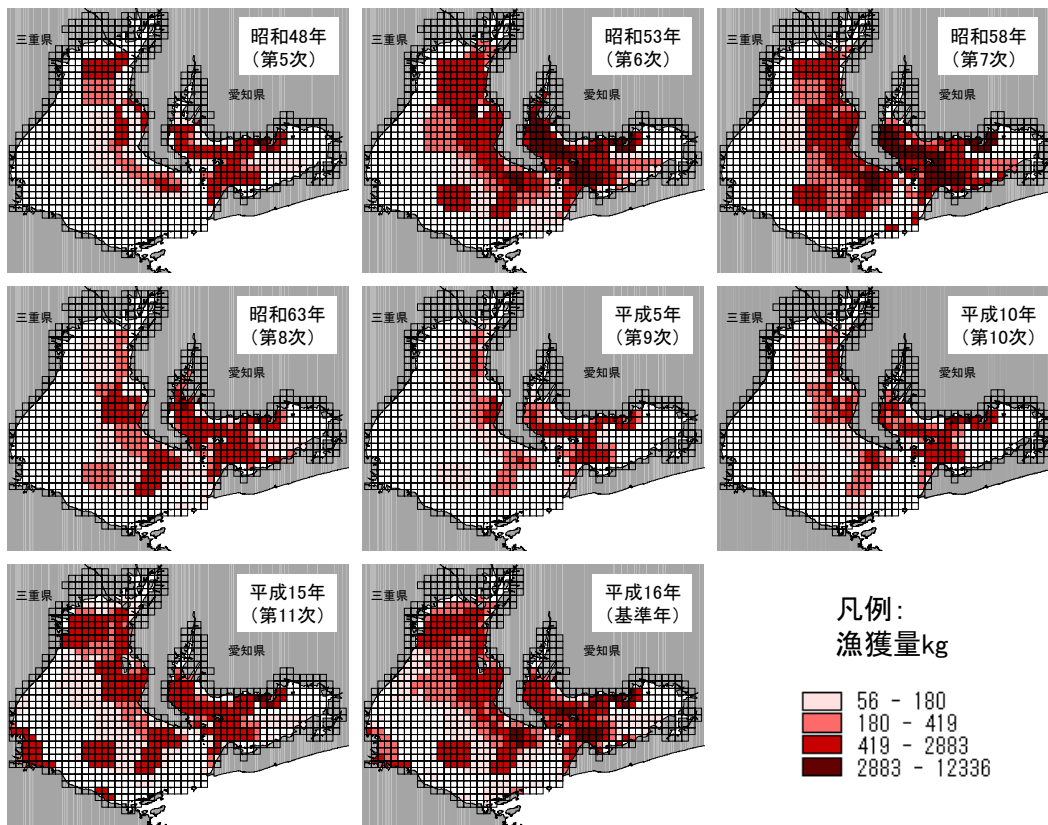 三重県
昭和48年
(第5次)
愛知県
三重県
昭和53年
(第6次)
愛知県
三重県
昭和58年
(第7次)
愛知県
三重県
昭和63年
(第8次)
愛知県
三重県
平成5年
(第9次)
愛知県
三重県
平成10年
(第10次)
愛知県
三重県
平成15年
(第11次)
愛知県
三重県
平成16年
(基準年)
愛知県
凡例:
漁獲量kg
56 - 180
180 - 419
419 - 2883
2883 - 12336